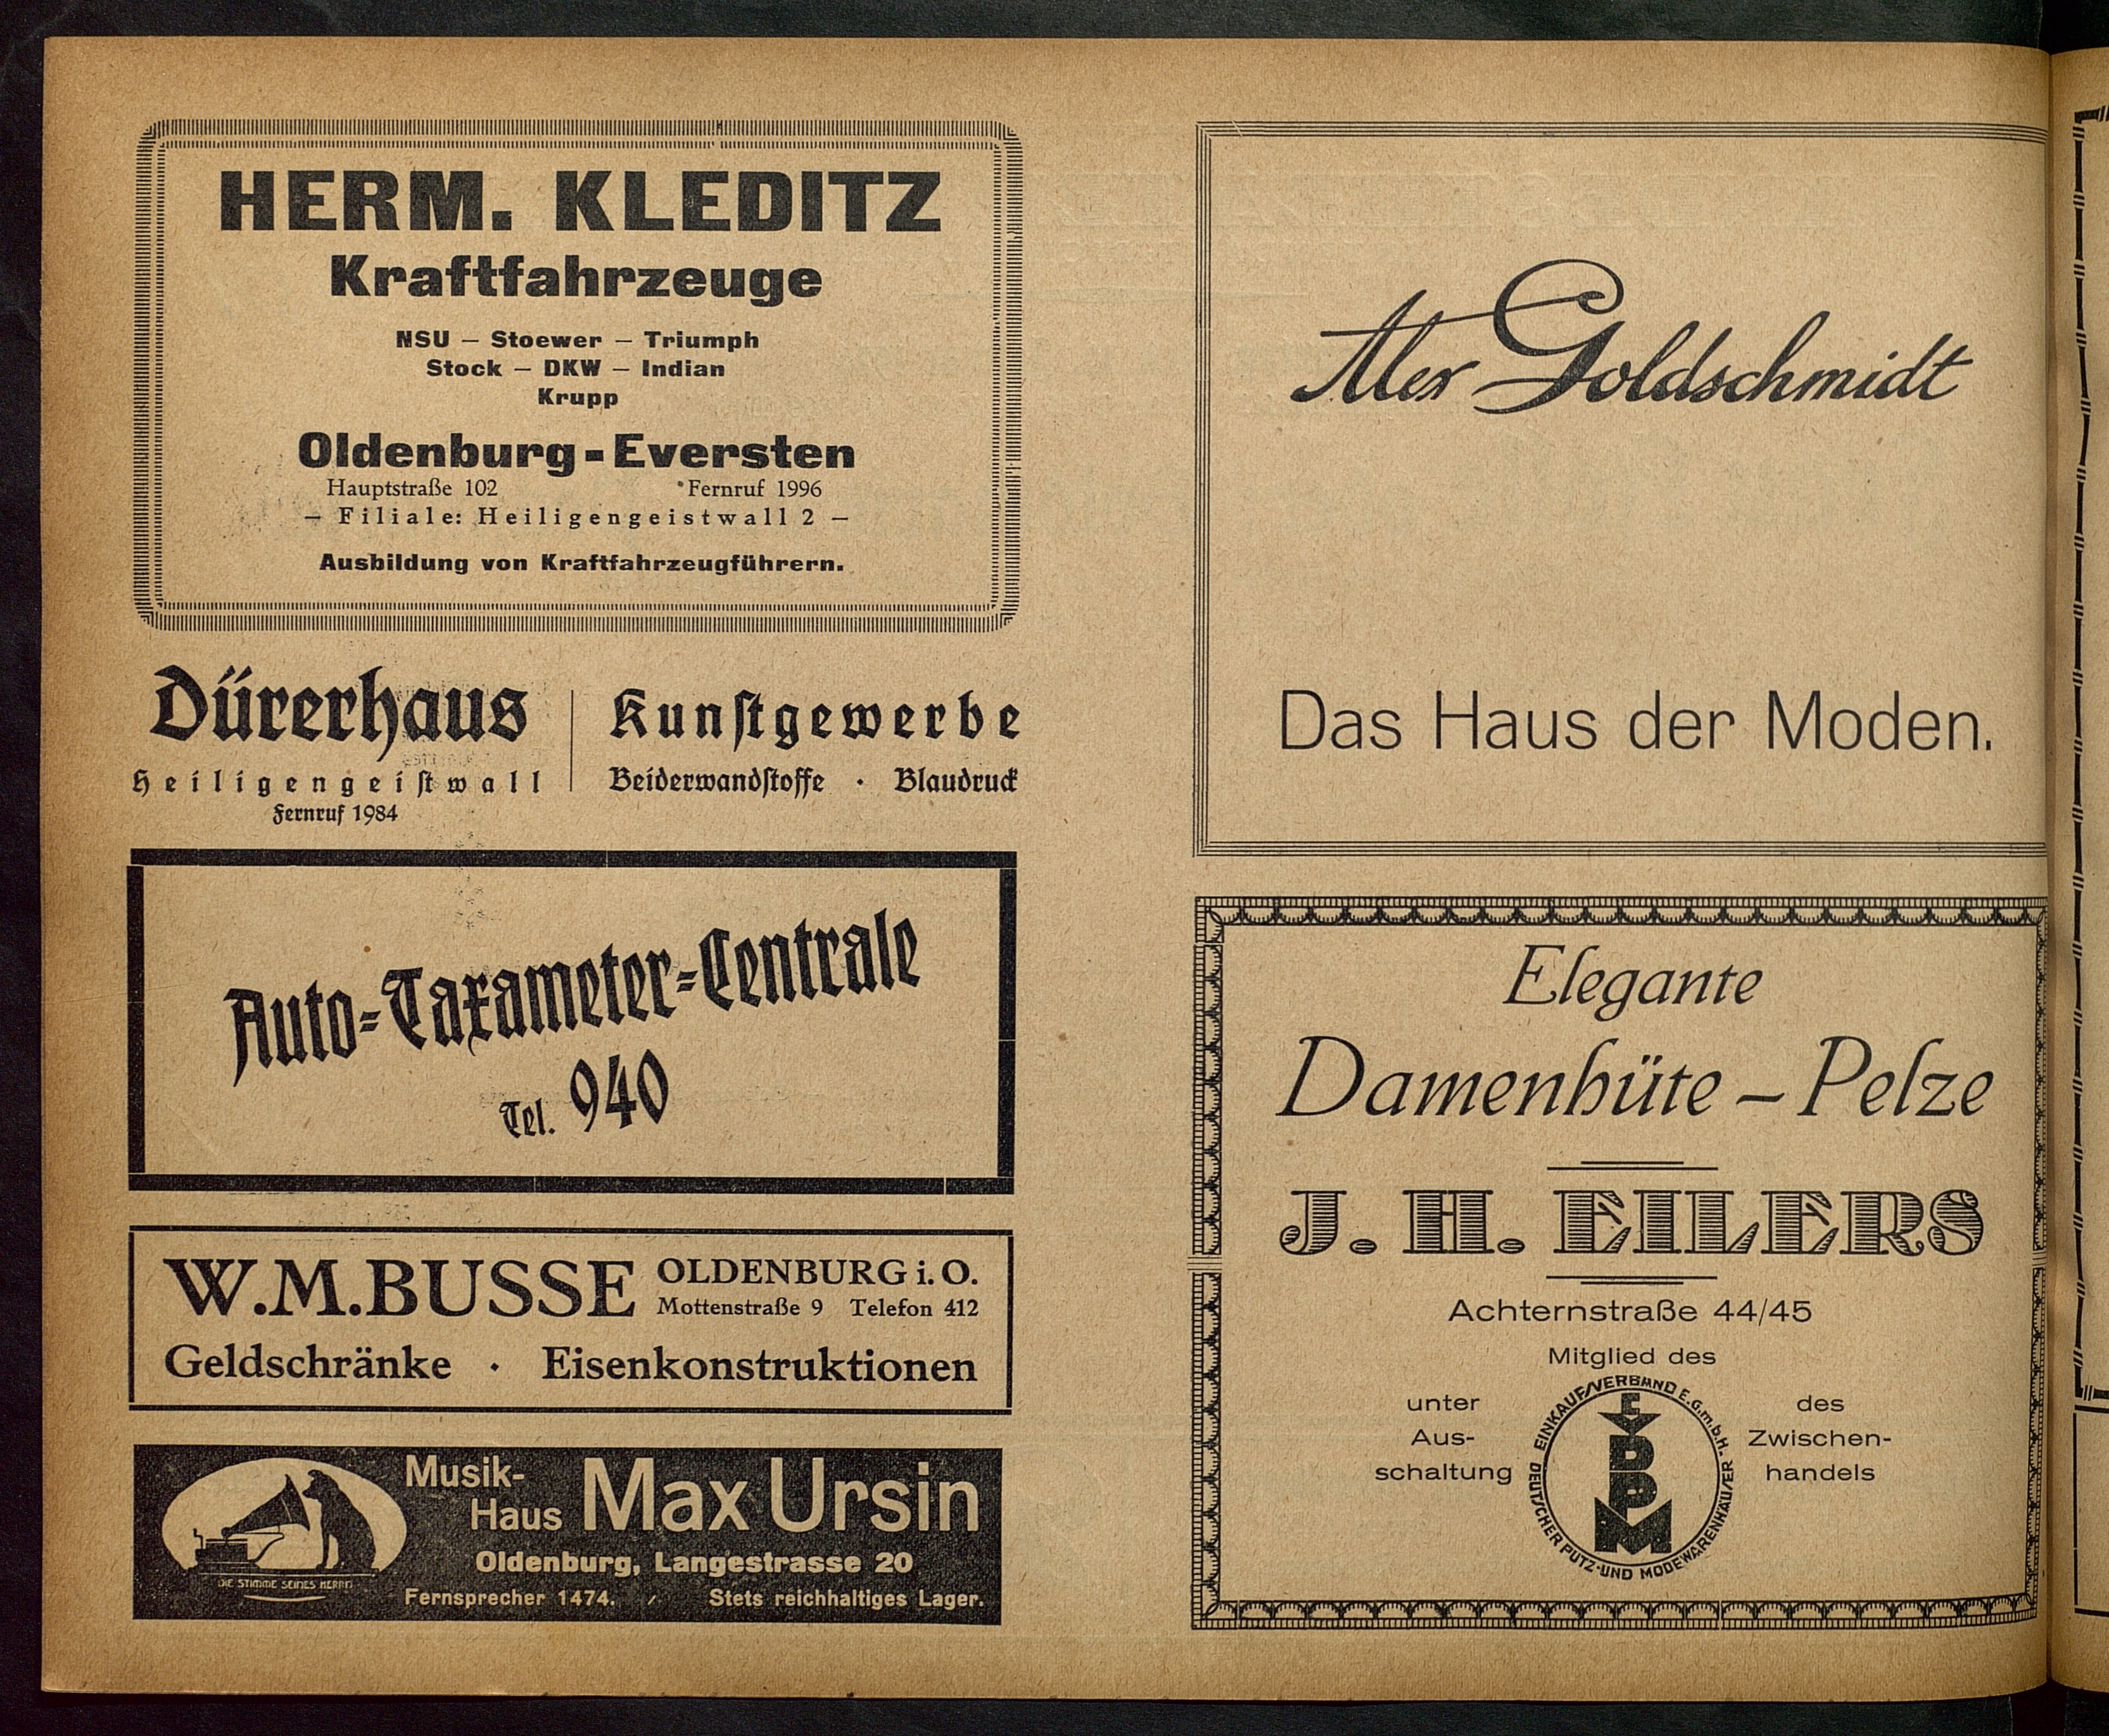 HERM. KLEDITZ
Kraftfahrzeuge
NSU — Stoewer — Triumph
Stock — DKW — Indian
Krupp
Oldenburg-Eversten
Hauptstraße 102 Fernruf 1996
— Filiale: Heiligengeistwall 2 —
Ausbildung von Kraftfahrzeugführern.
Dürerhaus
Heiligengeistwall
Fernruf 1984
Kunstgewerbe
Beiderwandstoffe · Blaudruck
Auto-Taxameter-Centrale
Tel. 940
W.M.BUSSE
OLDENBURG i. O.
Mottenstraße 9 Telefon 412
Geldschränke · Eisenkonstruktionen
Musik-
Haus Max Ursin
Oldenburg, Langestrasse 20
Fernsprecher 1474. / Stets reichhaltiges Lager.
DIE STIMME SEINES HERRN
Alex Goldschmidt
Das Haus der Moden.
Elegante
Damenhüte – Pelze
J. H. EILERS
Achternstraße 44/45
Mitglied des
unter
Aus-
schaltung
EINKAUFSVERBAND E.G.m.b.H.
DEUTSCHER PUTZ-UND MODEWARENHÄUSER
EV
D
P
M
des
Zwischen-
handels